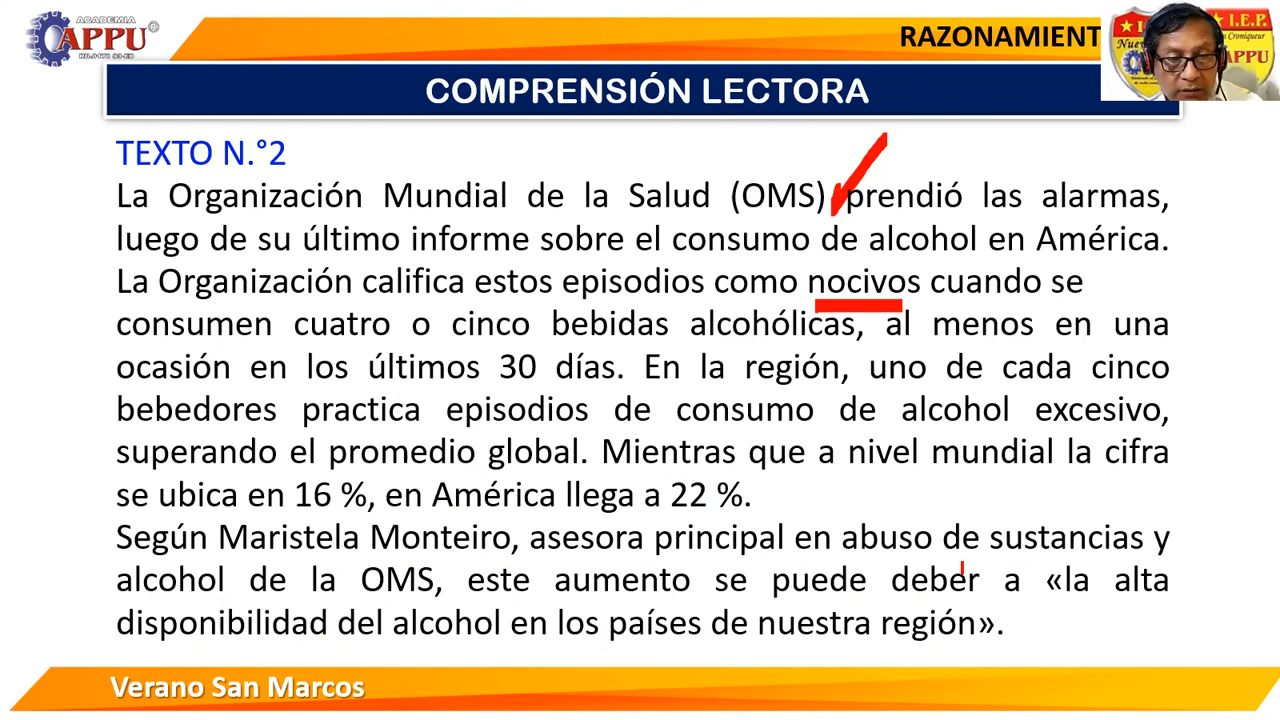 ACADEMIA
APPU®
RAZONAMIENT
I.E.P.
APPU
COMPRENSIÓN LECTORA
TEXTO N.°2
La Organización Mundial de la Salud (OMS) prendió las alarmas,
luego de su último informe sobre el consumo de alcohol en América.
La Organización califica estos episodios como nocivos cuando se
consumen cuatro o cinco bebidas alcohólicas, al menos en una
ocasión en los últimos 30 días. En la región, uno de cada cinco
bebedores practica episodios de consumo de alcohol excesivo,
superando el promedio global. Mientras que a nivel mundial la cifra
se ubica en 16 %, en América llega a 22 %.
Según Maristela Monteiro, asesora principal en abuso de sustancias y
alcohol de la OMS, este aumento se puede deber a «la alta
disponibilidad del alcohol en los países de nuestra región».
Verano San Marcos